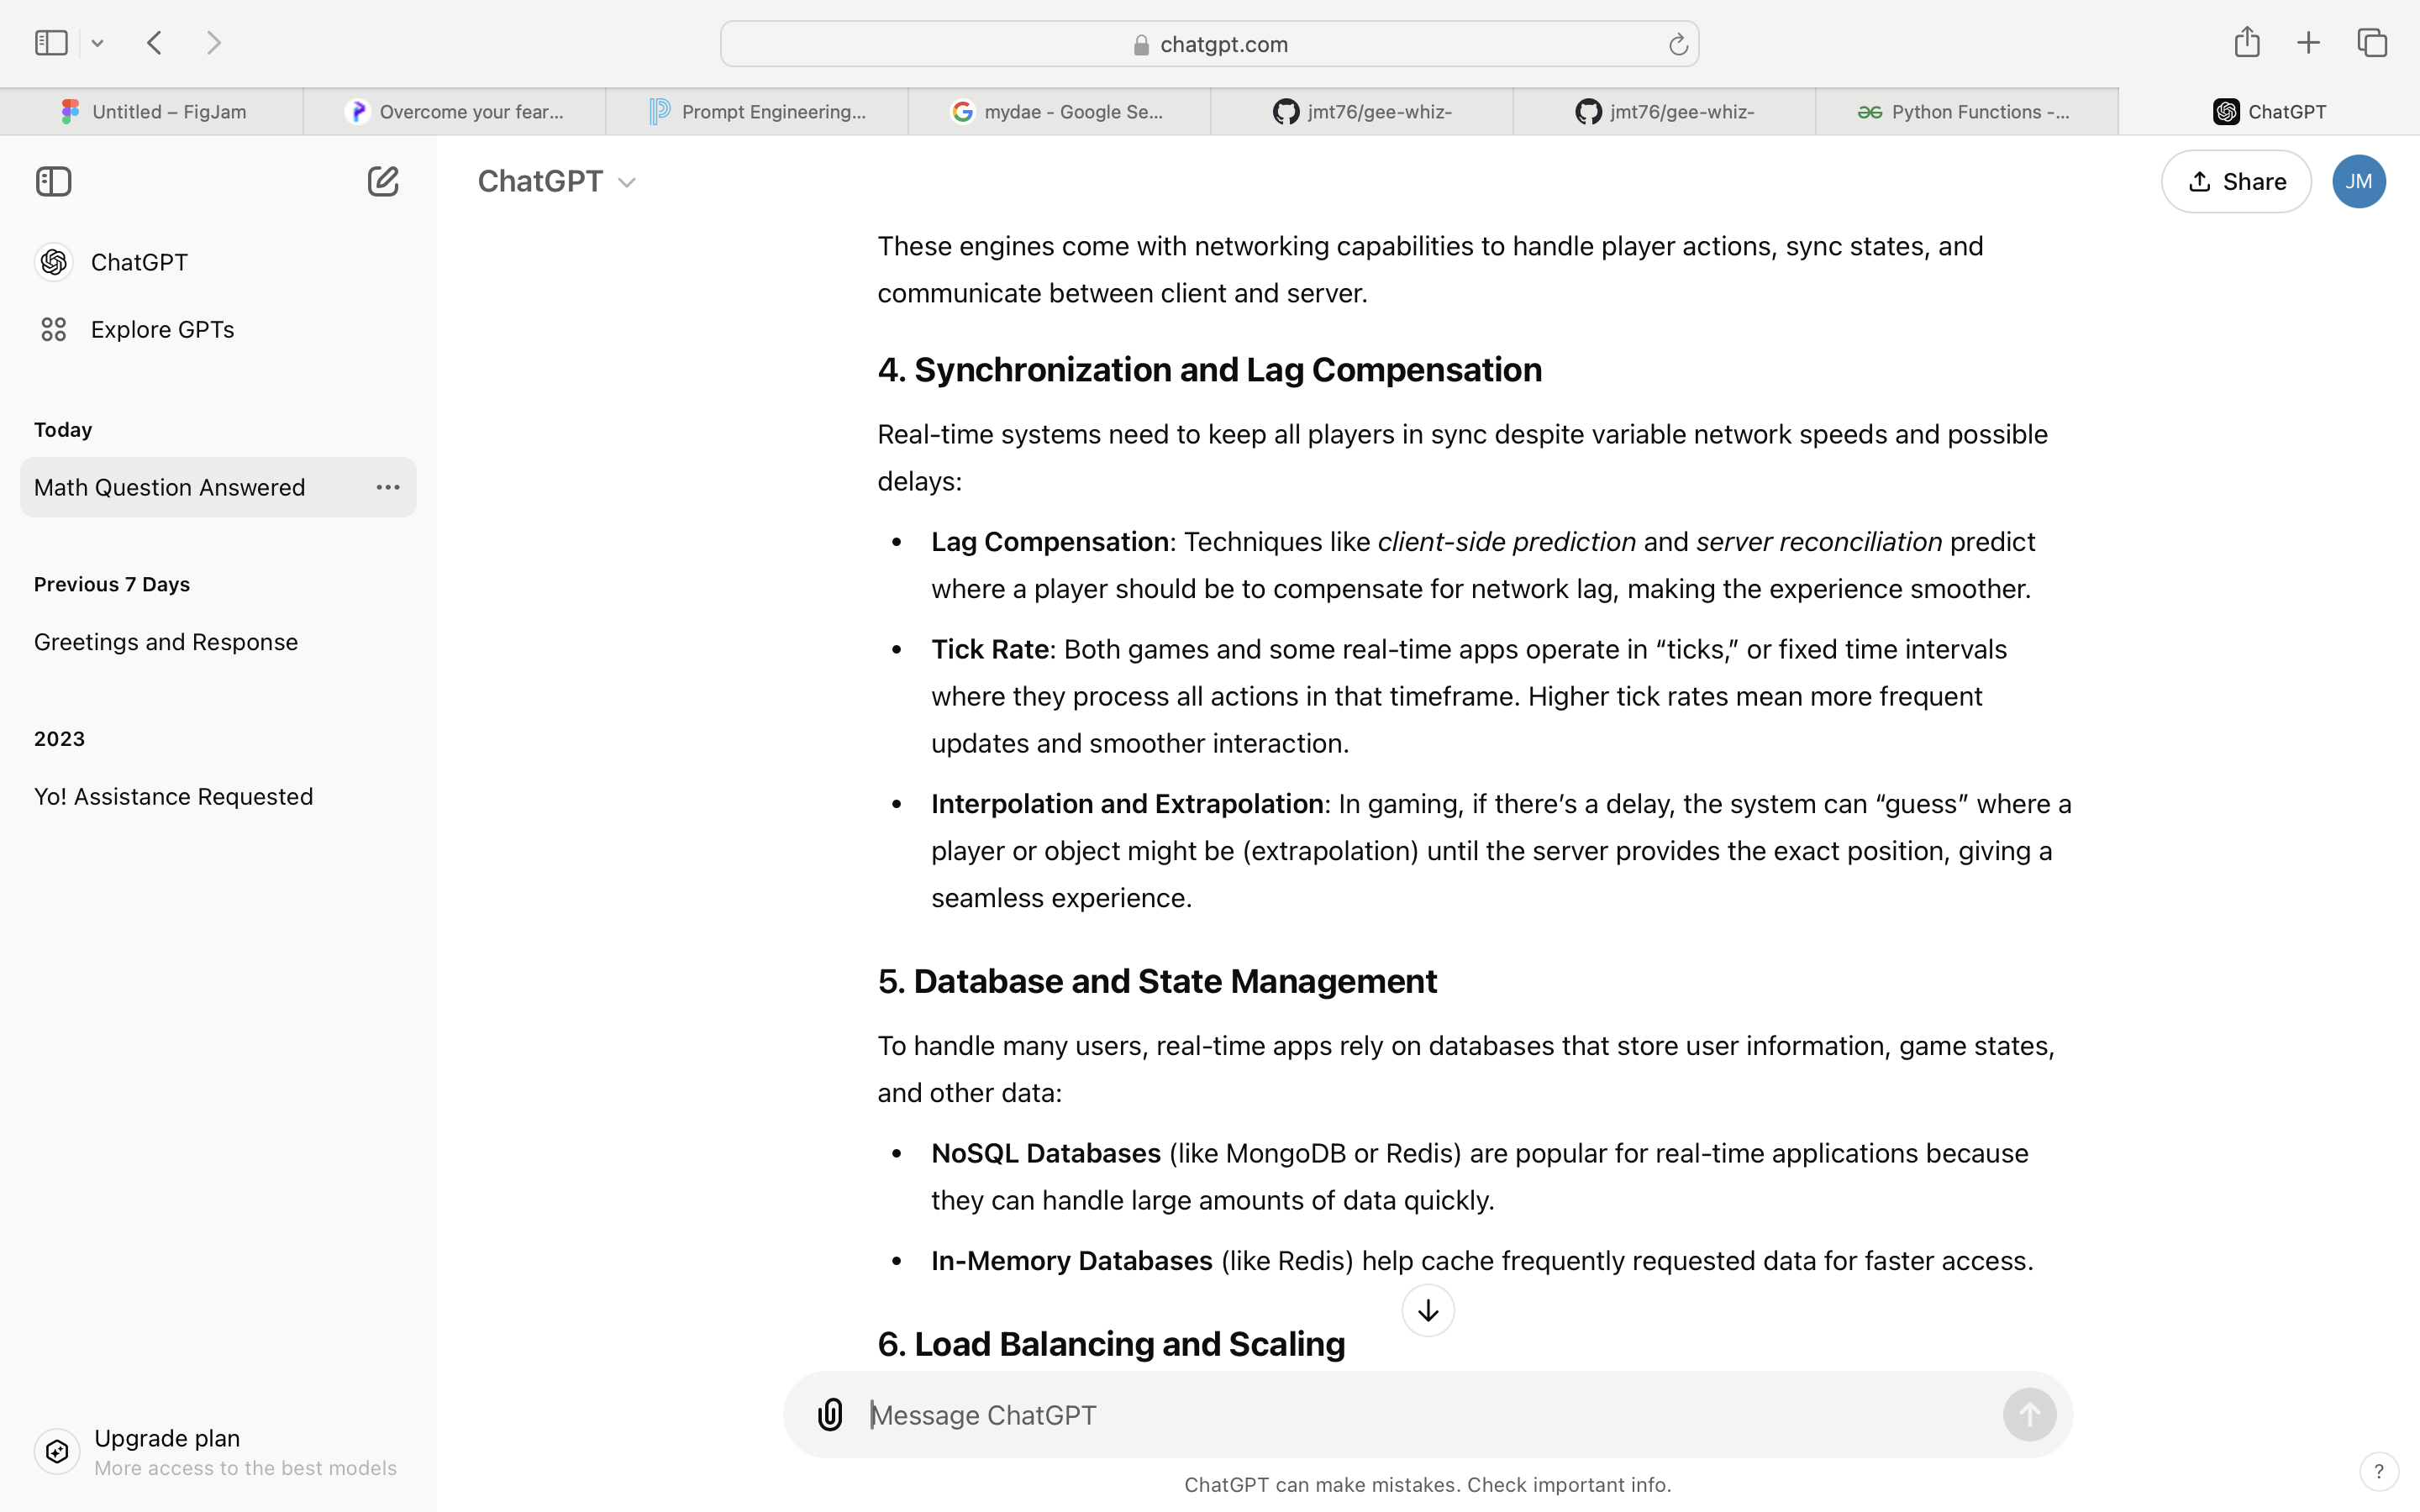 chatgpt.com
Untitled – FigJam
Overcome your fear...
Prompt Engineering...
mydae - Google Se...
jmt76/gee-whiz-
jmt76/gee-whiz-
Python Functions -...
ChatGPT
ChatGPT
Share
JM
ChatGPT
Explore GPTs
Today
Math Question Answered
Previous 7 Days
Greetings and Response
2023
Yo! Assistance Requested
Upgrade plan
More access to the best models
These engines come with networking capabilities to handle player actions, sync states, and
communicate between client and server.
4. Synchronization and Lag Compensation
Real-time systems need to keep all players in sync despite variable network speeds and possible
delays:
• Lag Compensation: Techniques like client-side prediction and server reconciliation predict
where a player should be to compensate for network lag, making the experience smoother.
• Tick Rate: Both games and some real-time apps operate in “ticks,” or fixed time intervals
where they process all actions in that timeframe. Higher tick rates mean more frequent
updates and smoother interaction.
• Interpolation and Extrapolation: In gaming, if there’s a delay, the system can “guess” where a
player or object might be (extrapolation) until the server provides the exact position, giving a
seamless experience.
5. Database and State Management
To handle many users, real-time apps rely on databases that store user information, game states,
and other data:
• NoSQL Databases (like MongoDB or Redis) are popular for real-time applications because
they can handle large amounts of data quickly.
• In-Memory Databases (like Redis) help cache frequently requested data for faster access.
6. Load Balancing and Scaling
Message ChatGPT
ChatGPT can make mistakes. Check important info.
?